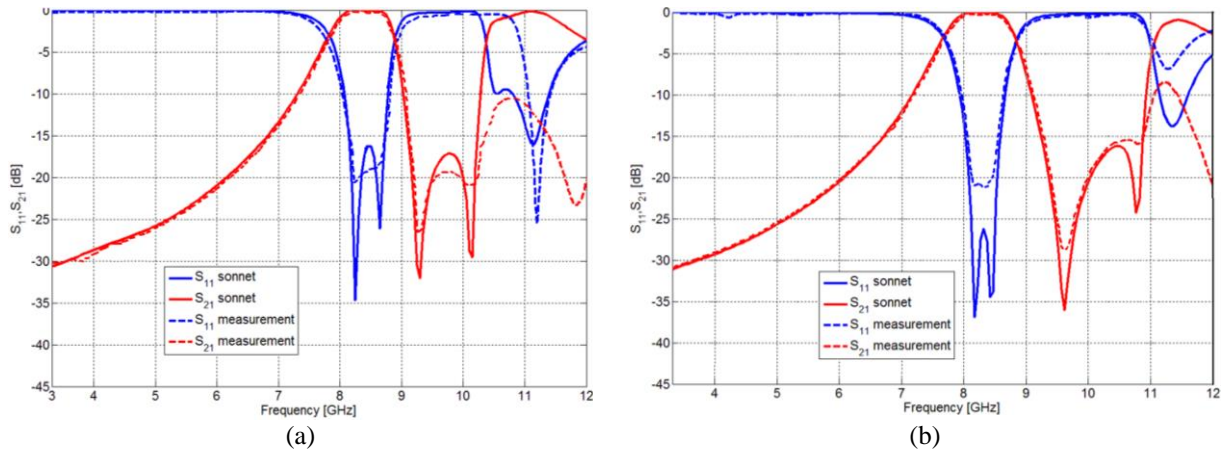 0
-5
-10
-15
-20
-25
-30
-35
-40
-45
S11,S21 [dB]
3 4 5 6 7 8 9 10 11 12
Frequency [GHz]
S11 sonnet
S21 sonnet
S11 measurement
S21 measurement
(a)
0
-5
-10
-15
-20
-25
-30
-35
-40
-45
S11,S21 [dB]
4 5 6 7 8 9 10 11 12
Frequency [GHz]
S11 sonnet
S21 sonnet
S11 measurement
S21 measurement
(b)